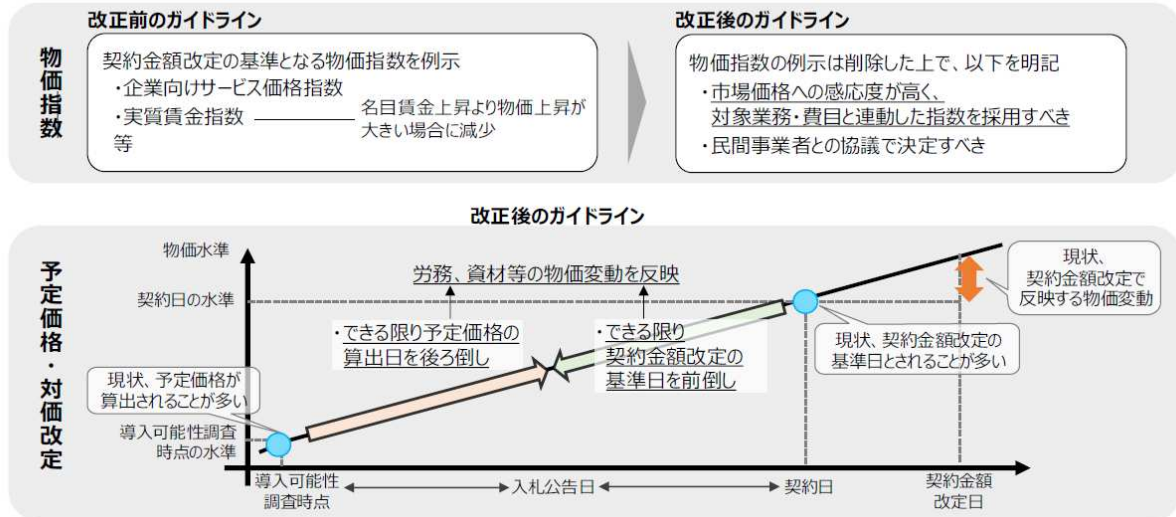 改正前のガイドライン
改正後のガイドライン
物価指数
契約金額改定の基準となる物価指数を例示
・企業向けサービス価格指数
・実質賃金指数
等
名目賃金上昇より物価上昇が
大きい場合に減少
物価指数の例示は削除した上で、以下を明記
・市場価格への感応度が高く、
対象業務・費目と連動した指数を採用すべき
・民間事業者との協議で決定すべき
改正後のガイドライン
予定価格・対価改定
物価水準
契約日の水準
労務、資材等の物価変動を反映
現状、
契約金額改定で
反映する物価変動
・できる限り予定価格の
算出日を後ろ倒し
・できる限り
契約金額改定の
基準日を前倒し
現状、契約金額改定の
基準日とされることが多い
現状、予定価格が
算出されることが多い
導入可能性調査
時点の水準
導入可能性
調査時点
入札公告日
契約日
契約金額
改定日